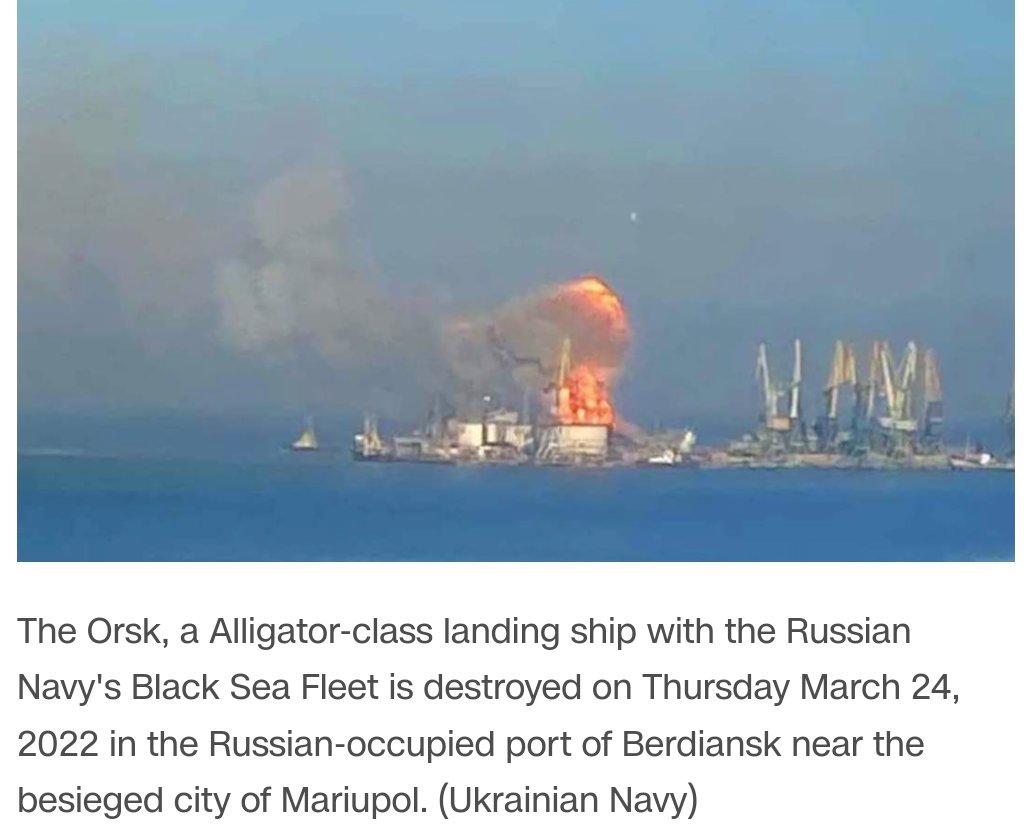 The Orsk, a Alligator-class landing ship with the Russian
Navy's Black Sea Fleet is destroyed on Thursday March 24,
2022 in the Russian-occupied port of Berdiansk near the
besieged city of Mariupol. (Ukrainian Navy)